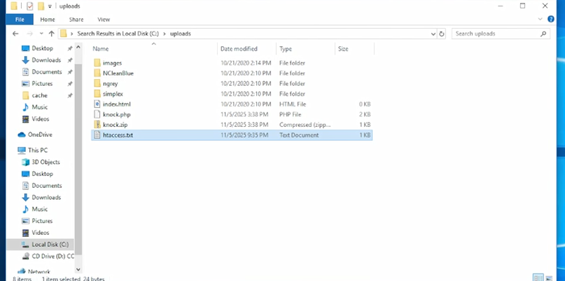 uploads
File Home Share View
Search Results in Local Disk (C:) > uploads
Search uploads
Name Date modified Type Size
Desktop
Downloads
Documents
Pictures
cache
Music
Videos
OneDrive
This PC
3D Objects
Desktop
Documents
Downloads
Music
Pictures
Videos
Local Disk (C:)
CD Drive (D:) CC
Network
images 10/21/2020 2:14 PM File folder
NCleanBlue 10/21/2020 2:10 PM File folder
ngrey 10/21/2020 2:10 PM File folder
simplex 10/21/2020 2:10 PM File folder
index.html 10/21/2020 2:10 PM HTML File 0 KB
knock.php 11/5/2025 3:38 PM PHP File 2 KB
knock.zip 11/5/2025 3:38 PM Compressed (zipp... 1 KB
htaccess.txt 11/5/2025 9:35 PM Text Document 1 KB
8 items 1 item selected 24 bytes